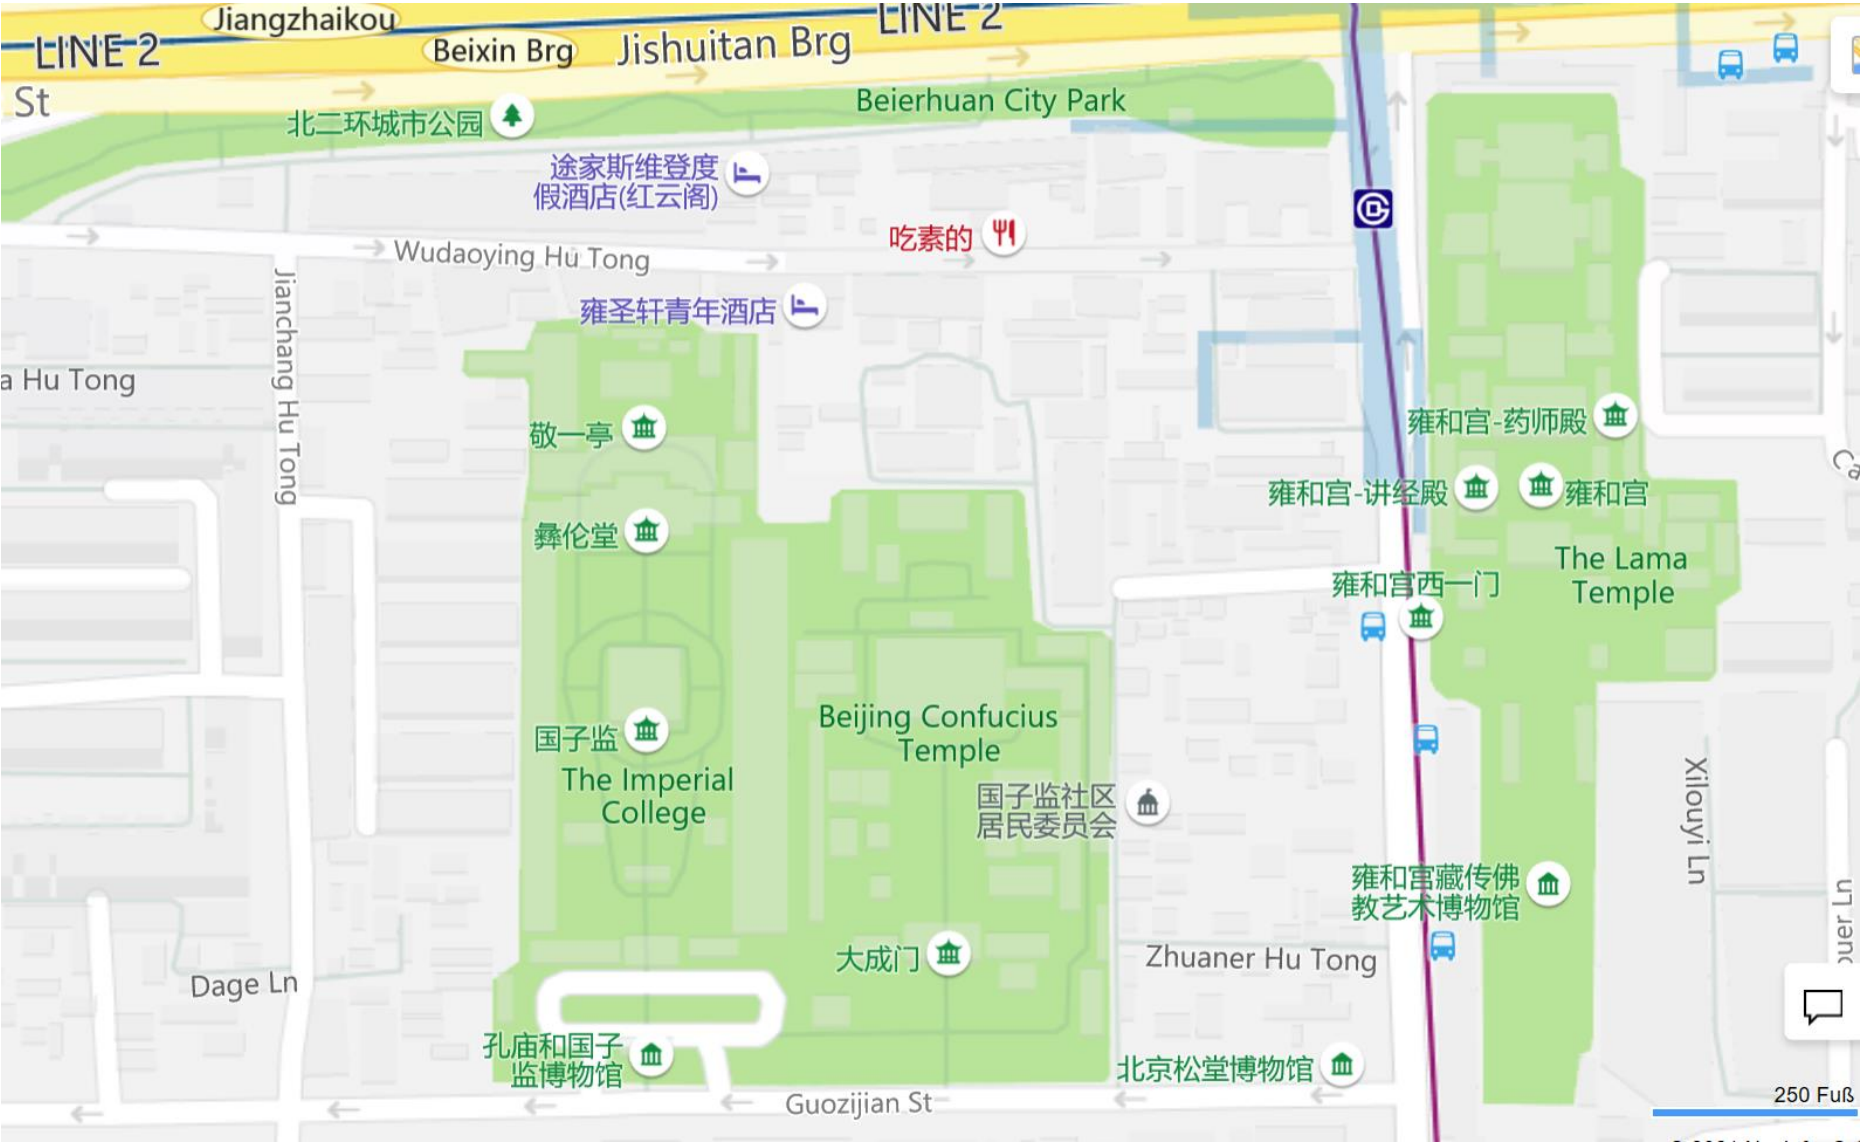 Jiangzhaikou
LINE 2
LINE 2
Beixin Brg
Jishuitan Brg
St
北二环城市公园
Beierhuan City Park
途家斯维登度
假酒店(红云阁)
吃素的
Wudaoying Hu Tong
雍圣轩青年酒店
Jianchang Hu Tong
a Hu Tong
敬一亭
彝伦堂
雍和宫-药师殿
雍和宫-讲经殿
雍和宫
The Lama
Temple
雍和宫西一门
国子监
The Imperial
College
Beijing Confucius
Temple
国子监社区
居民委员会
Xilouyi Ln
雍和宫藏传佛
教艺术博物馆
大成门
Zhuaner Hu Tong
Dage Ln
孔庙和国子
监博物馆
北京松堂博物馆
Guozijian St
Ca
ouer Ln
250 Fuß